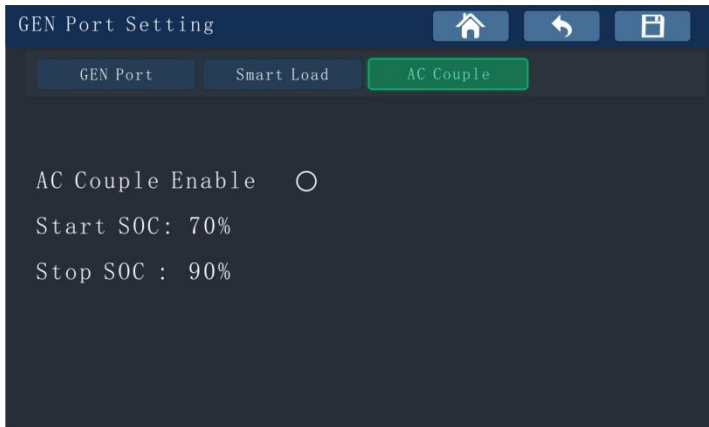 GEN Port Setting
GEN Port Smart Load AC Couple
AC Couple Enable
Start SOC: 70%
Stop SOC : 90%